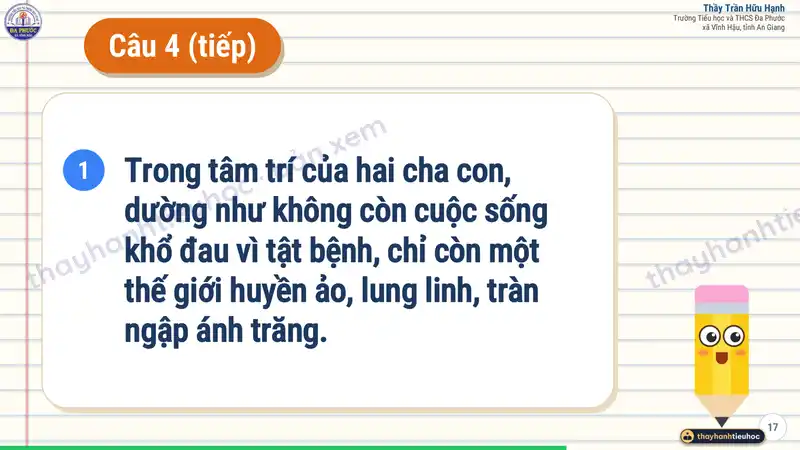 Thầy Trần Hữu Hạnh
Trường Tiểu học và THCS Đa Phước
xã Vĩnh Hậu, tỉnh An Giang
ĐA PHƯỚC
Câu 4 (tiếp)
1
Trong tâm trí của hai cha con,
dường như không còn cuộc sống
khổ đau vì tật bệnh, chỉ còn một
thế giới huyền ảo, lung linh, tràn
ngập ánh trăng.
17
thayhanhtieuhoc